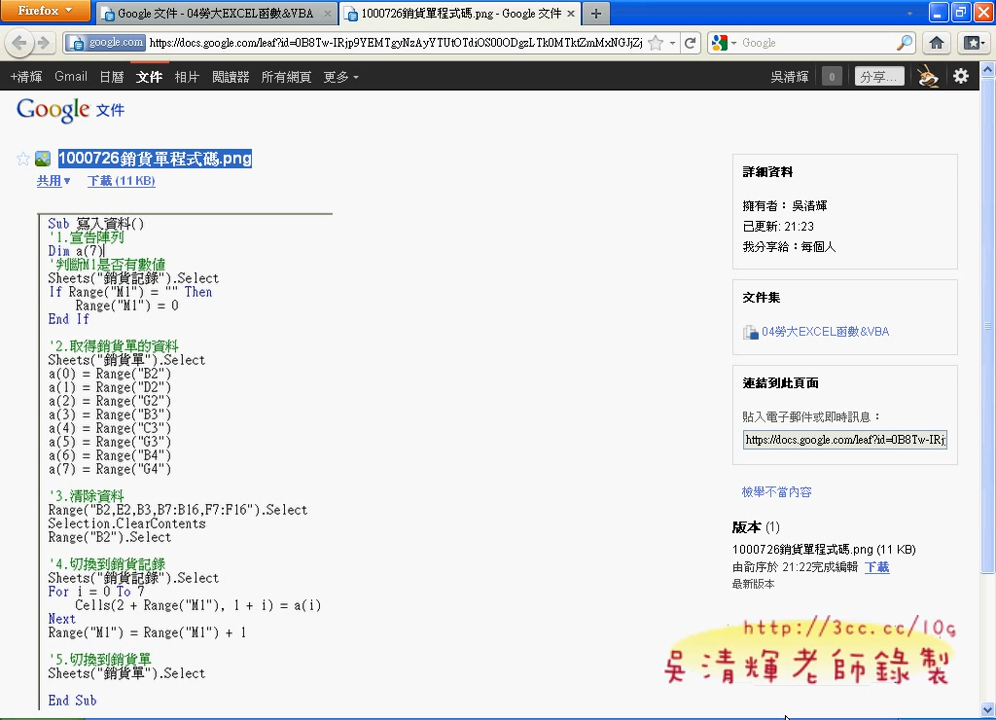 Firefox
Google 文件 - 04勞大EXCEL函數&VBA
1000726銷貨單程式碼.png - Google 文件
google.com
https://docs.google.com/leaf?id=0B8Tw-IRjp9YEMTgyNzAyYTUtOTdiOS00ODgzLTk0MTktZmMxNGJjZj
Google
+清輝 Gmail 日曆 文件 相片 閱讀器 所有網頁 更多
吳清輝 0 分享...
Google 文件
1000726銷貨單程式碼.png
共用 下載 (11 KB)
Sub 寫入資料()
'1.宣告陣列
Dim a(7)
'判斷M1是否有數值
Sheets("銷貨記錄").Select
If Range("M1") = "" Then
Range("M1") = 0
End If
'2.取得銷貨單的資料
Sheets("銷貨單").Select
a(0) = Range("B2")
a(1) = Range("D2")
a(2) = Range("G2")
a(3) = Range("B3")
a(4) = Range("C3")
a(5) = Range("G3")
a(6) = Range("B4")
a(7) = Range("G4")
'3.清除資料
Range("B2,E2,B3,B7:B16,F7:F16").Select
Selection.ClearContents
Range("B2").Select
'4.切換到銷貨記錄
Sheets("銷貨記錄").Select
For i = 0 To 7
Cells(2 + Range("M1"), 1 + i) = a(i)
Next
Range("M1") = Range("M1") + 1
'5.切換到銷貨單
Sheets("銷貨單").Select
End Sub
詳細資料
擁有者： 吳清輝
已更新: 21:23
我分享給：每個人
文件集
04勞大EXCEL函數&VBA
連結到此頁面
貼入電子郵件或即時訊息：
https://docs.google.com/leaf?id=0B8Tw-IRj
檢舉不當內容
版本 (1)
1000726銷貨單程式碼.png (11 KB)
由俞序於 21:22完成編輯 下載
最新版本
http://3cc.cc/10g
吳清輝老師錄製